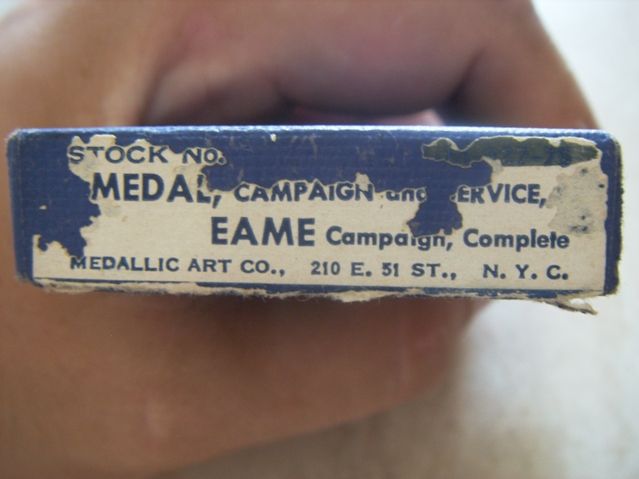 STOCK NO.
MEDAL, CAMPAIGN and SERVICE,
EAME Campaign, Complete
MEDALLIC ART CO., 210 E. 51 ST., N. Y. C.